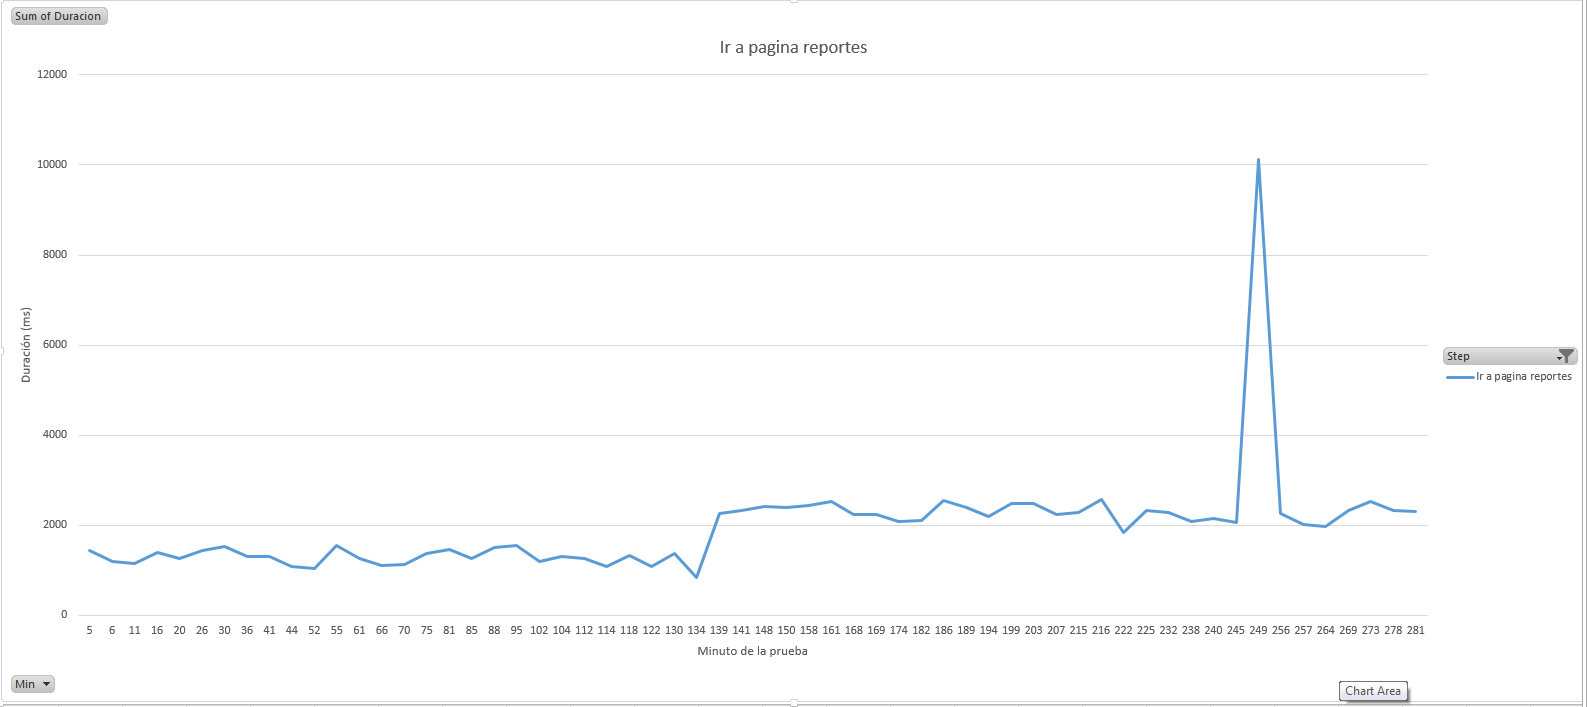 Sum of Duracion
Ir a pagina reportes
12000
10000
8000
6000
4000
2000
0
Duración (ms)
5 6 11 16 20 26 30 36 41 44 52 55 61 66 70 75 81 85 88 95 102 104 112 114 118 122 130 134 139 141 148 150 158 161 168 169 174 182 186 189 194 199 203 207 215 216 222 225 232 238 240 245 249 256 257 264 269 273 278 281
Minuto de la prueba
Step
Ir a pagina reportes
Min
Chart Area